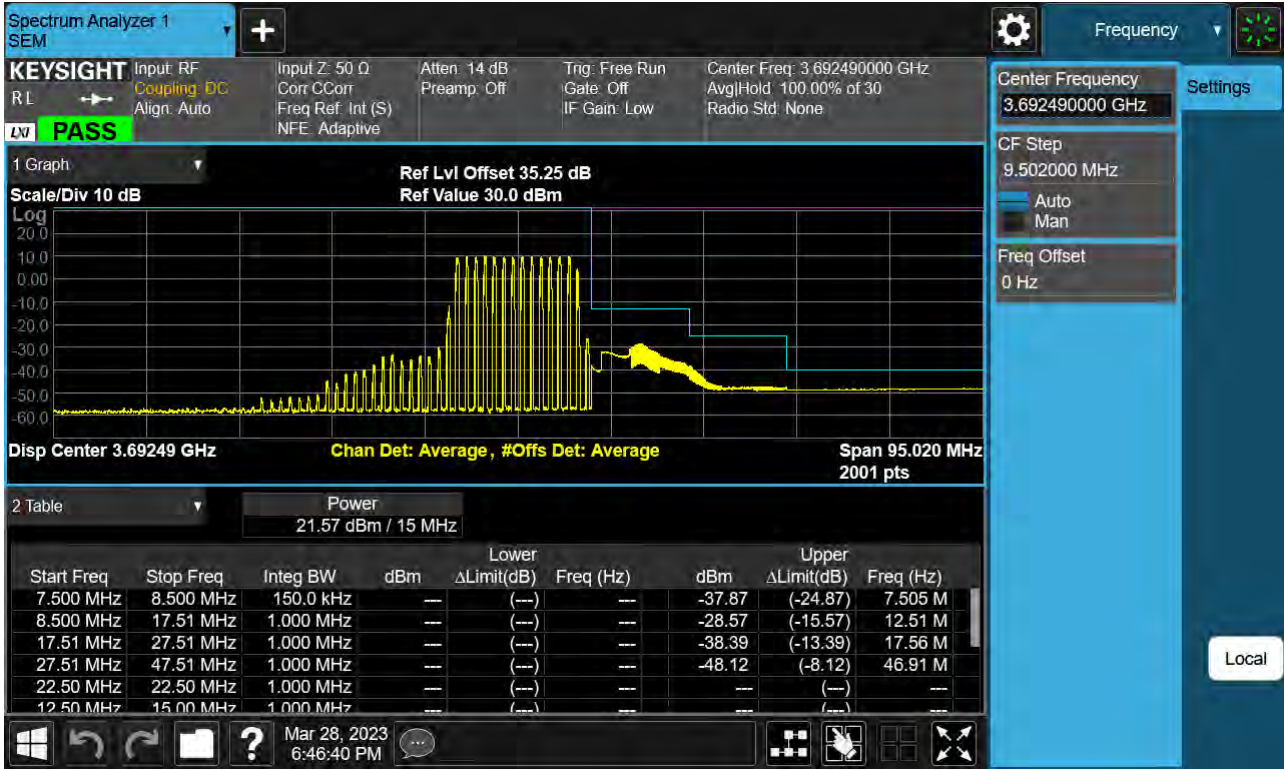 Spectrum Analyzer 1
SEM
Frequency
KEYSIGHT
Input: RF
Coupling: DC
Align: Auto
Input Z: 50 Ω
Corr CCorr
Freq Ref: Int (S)
NFE: Adaptive
Atten: 14 dB
Preamp: Off
Trig: Free Run
Gate: Off
IF Gain: Low
Center Freq: 3.692490000 GHz
Avg|Hold: 100.00% of 30
Radio Std: None
R L
LXI PASS
Center Frequency
3.692490000 GHz
Settings
CF Step
9.502000 MHz
Auto
Man
Freq Offset
0 Hz
Local
1 Graph
Ref Lvl Offset 35.25 dB
Scale/Div 10 dB
Ref Value 30.0 dBm
Log
20.0
10.0
0.00
-10.0
-20.0
-30.0
-40.0
-50.0
-60.0
Disp Center 3.69249 GHz
Chan Det: Average, #Offs Det: Average
Span 95.020 MHz
2001 pts
2 Table
Power
21.57 dBm / 15 MHz
Lower Upper
Start Freq Stop Freq Integ BW dBm ΔLimit(dB) Freq (Hz) dBm ΔLimit(dB) Freq (Hz)
7.500 MHz 8.500 MHz 150.0 kHz --- (---) --- -37.87 (-24.87) 7.505 M
8.500 MHz 17.51 MHz 1.000 MHz --- (---) --- -28.57 (-15.57) 12.51 M
17.51 MHz 27.51 MHz 1.000 MHz --- (---) --- -38.39 (-13.39) 17.56 M
27.51 MHz 47.51 MHz 1.000 MHz --- (---) --- -48.12 (-8.12) 46.91 M
22.50 MHz 22.50 MHz 1.000 MHz --- (---) --- --- (---) ---
12.50 MHz 15.00 MHz 1.000 MHz --- (---) --- --- (---) ---
?
Mar 28, 2023
6:46:40 PM